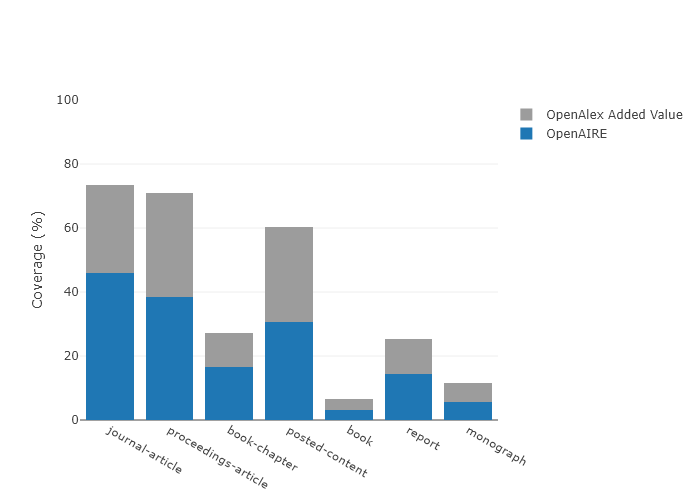 100
80
60
40
20
0
Coverage (%)
journal-article
proceedings-article
book-chapter
posted-content
book
report
monograph
OpenAlex Added Value
OpenAIRE